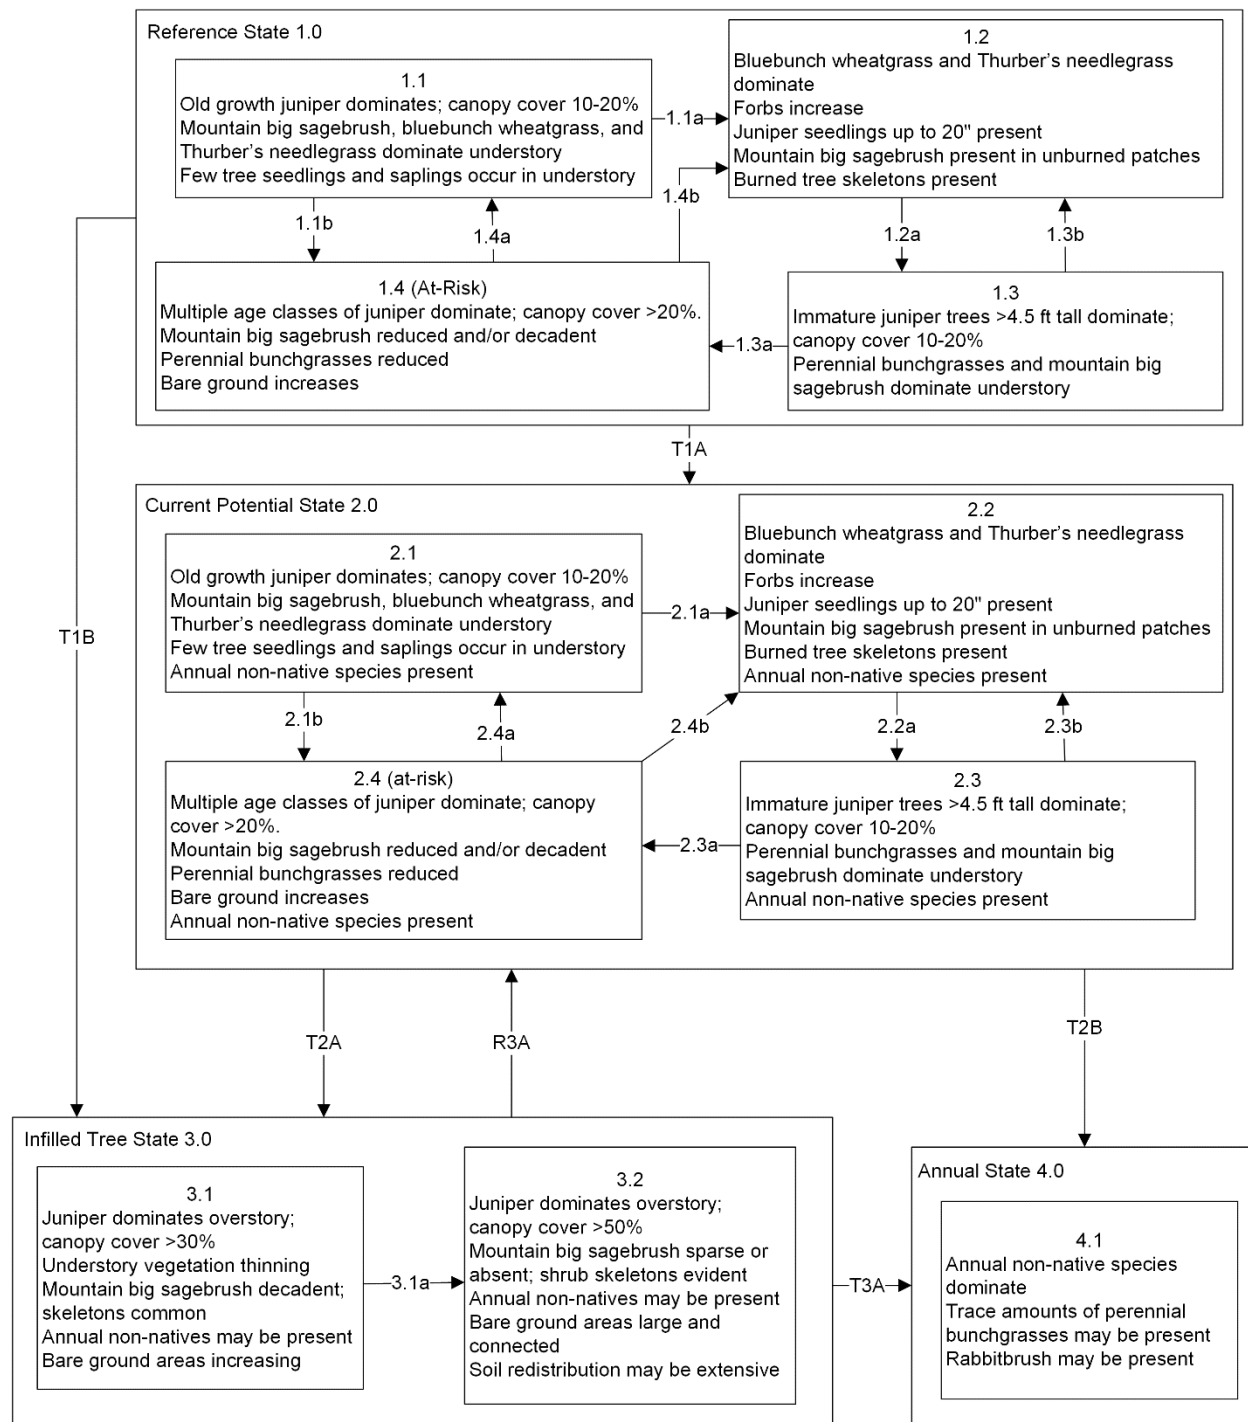 Reference State 1.0
1.1
Old growth juniper dominates; canopy cover 10-20%
Mountain big sagebrush, bluebunch wheatgrass, and
Thurber’s needlegrass dominate understory
Few tree seedlings and saplings occur in understory
1.1a
1.2
Bluebunch wheatgrass and Thurber’s needlegrass
dominate
Forbs increase
Juniper seedlings up to 20" present
Mountain big sagebrush present in unburned patches
Burned tree skeletons present
1.1b
1.4a
1.4b
1.2a
1.3b
1.4 (At-Risk)
Multiple age classes of juniper dominate; canopy cover >20%.
Mountain big sagebrush reduced and/or decadent
Perennial bunchgrasses reduced
Bare ground increases
1.3a
1.3
Immature juniper trees >4.5 ft tall dominate;
canopy cover 10-20%
Perennial bunchgrasses and mountain big
sagebrush dominate understory
T1A
T1B
Current Potential State 2.0
2.1
Old growth juniper dominates; canopy cover 10-20%
Mountain big sagebrush, bluebunch wheatgrass, and
Thurber’s needlegrass dominate understory
Few tree seedlings and saplings occur in understory
Annual non-native species present
2.1a
2.2
Bluebunch wheatgrass and Thurber’s needlegrass
dominate
Forbs increase
Juniper seedlings up to 20" present
Mountain big sagebrush present in unburned patches
Burned tree skeletons present
Annual non-native species present
2.1b
2.4a
2.4b
2.2a
2.3b
2.4 (at-risk)
Multiple age classes of juniper dominate; canopy
cover >20%.
Mountain big sagebrush reduced and/or decadent
Perennial bunchgrasses reduced
Bare ground increases
Annual non-native species present
2.3a
2.3
Immature juniper trees >4.5 ft tall dominate;
canopy cover 10-20%
Perennial bunchgrasses and mountain big
sagebrush dominate understory
Annual non-native species present
T2A
R3A
T2B
Infilled Tree State 3.0
3.1
Juniper dominates overstory;
canopy cover >30%
Understory vegetation thinning
Mountain big sagebrush decadent;
skeletons common
Annual non-natives may be present
Bare ground areas increasing
3.1a
3.2
Juniper dominates overstory;
canopy cover >50%
Mountain big sagebrush sparse or
absent; shrub skeletons evident
Annual non-natives may be present
Bare ground areas large and
connected
Soil redistribution may be extensive
T3A
Annual State 4.0
4.1
Annual non-native species
dominate
Trace amounts of perennial
bunchgrasses may be present
Rabbitbrush may be present